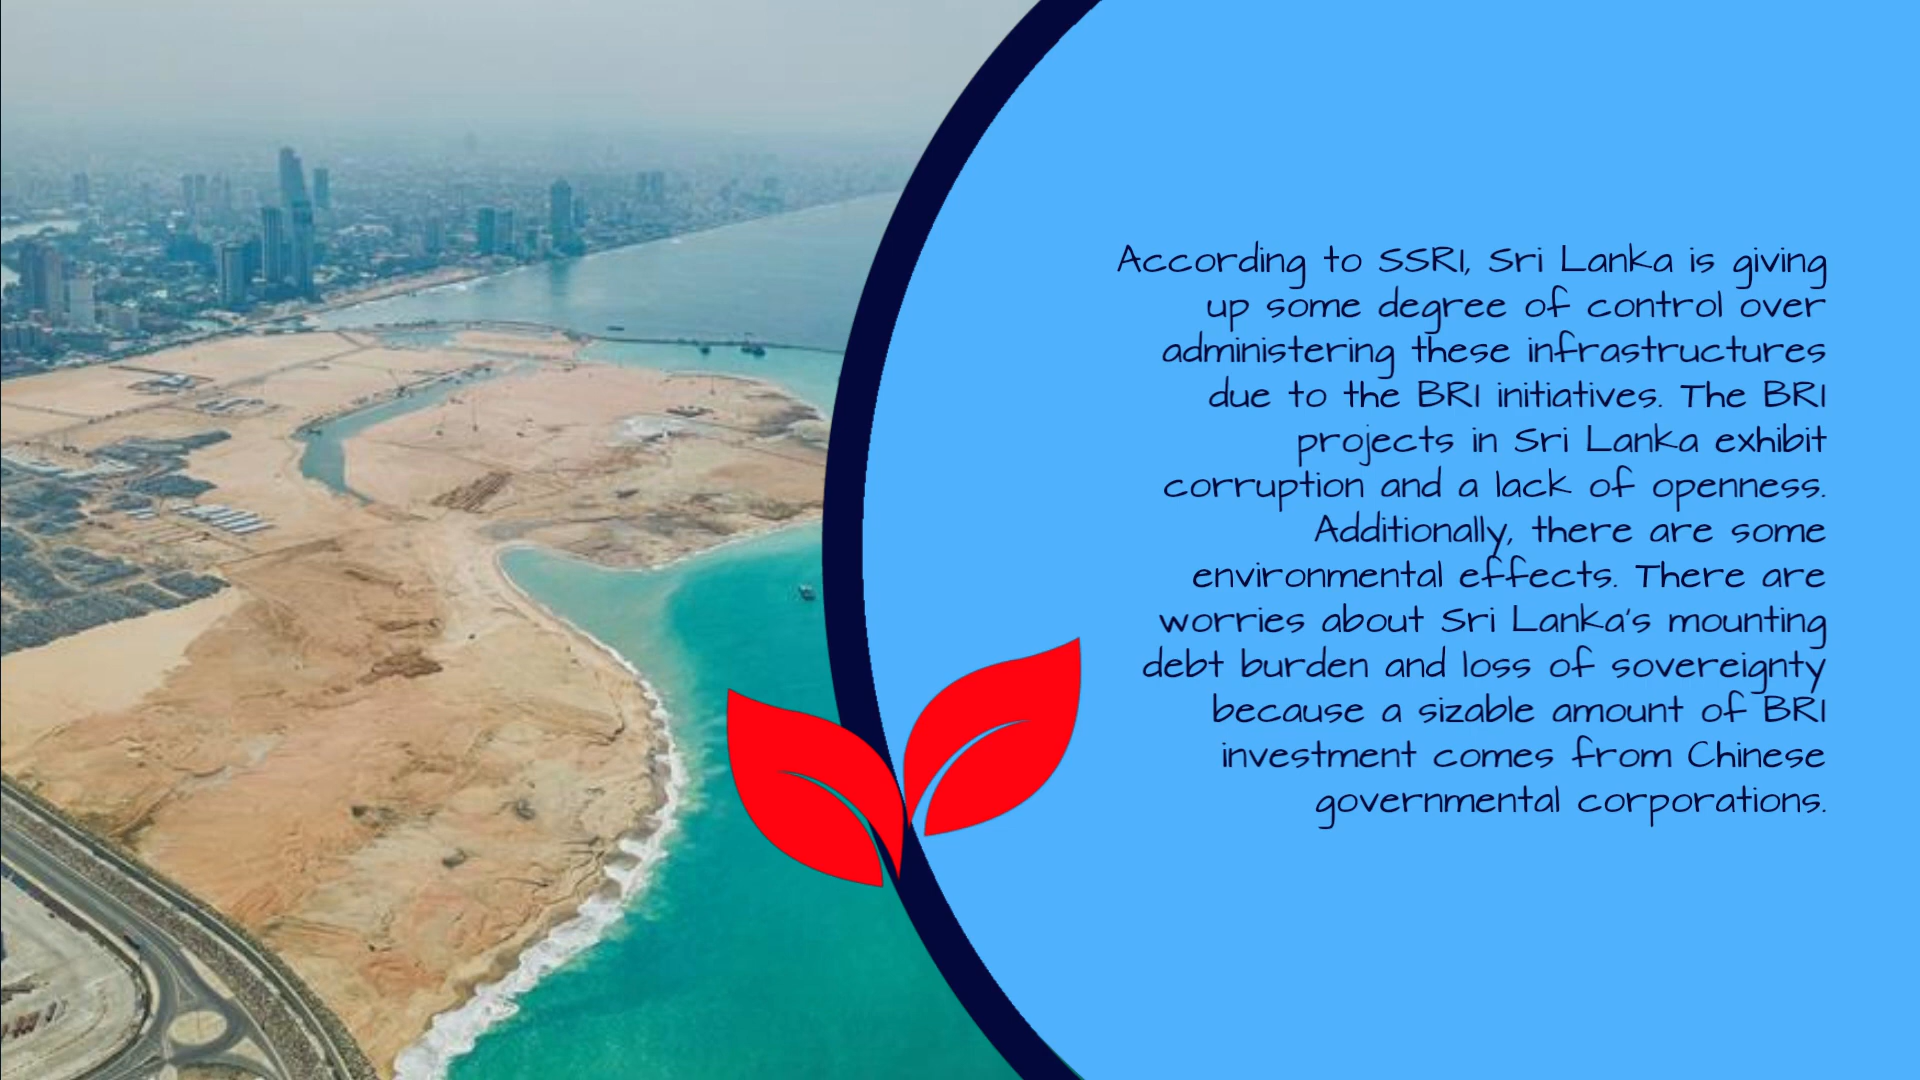 According to SSRI, Sri Lanka is giving
up some degree of control over
administering these infrastructures
due to the BRI initiatives. The BRI
projects in Sri Lanka exhibit
corruption and a lack of openness.
Additionally, there are some
environmental effects. There are
worries about Sri Lanka's mounting
debt burden and loss of sovereignty
because a sizable amount of BRI
investment comes from Chinese
governmental corporations.